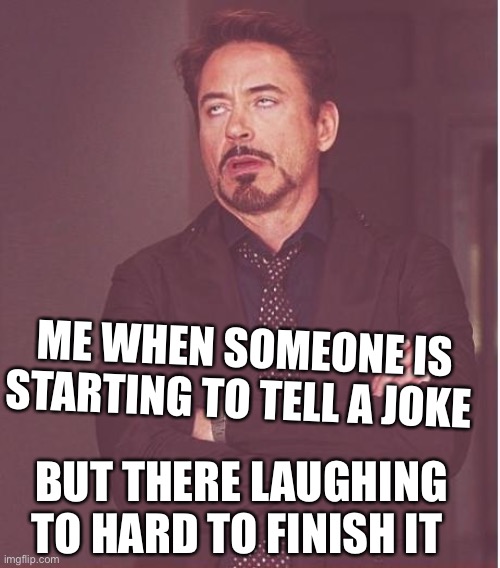 ME WHEN SOMEONE IS
STARTING TO TELL A JOKE
BUT THERE LAUGHING
TO HARD TO FINISH IT
imgflip.com